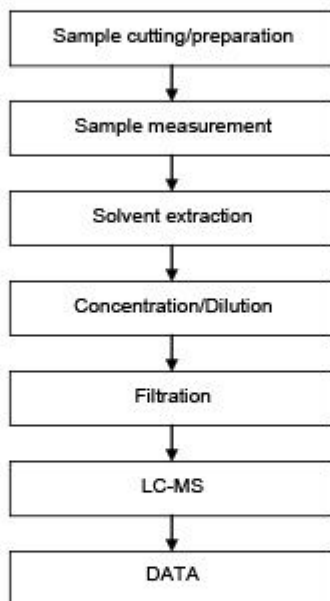 Sample cutting/preparation
Sample measurement
Solvent extraction
Concentration/Dilution
Filtration
LC-MS
DATA